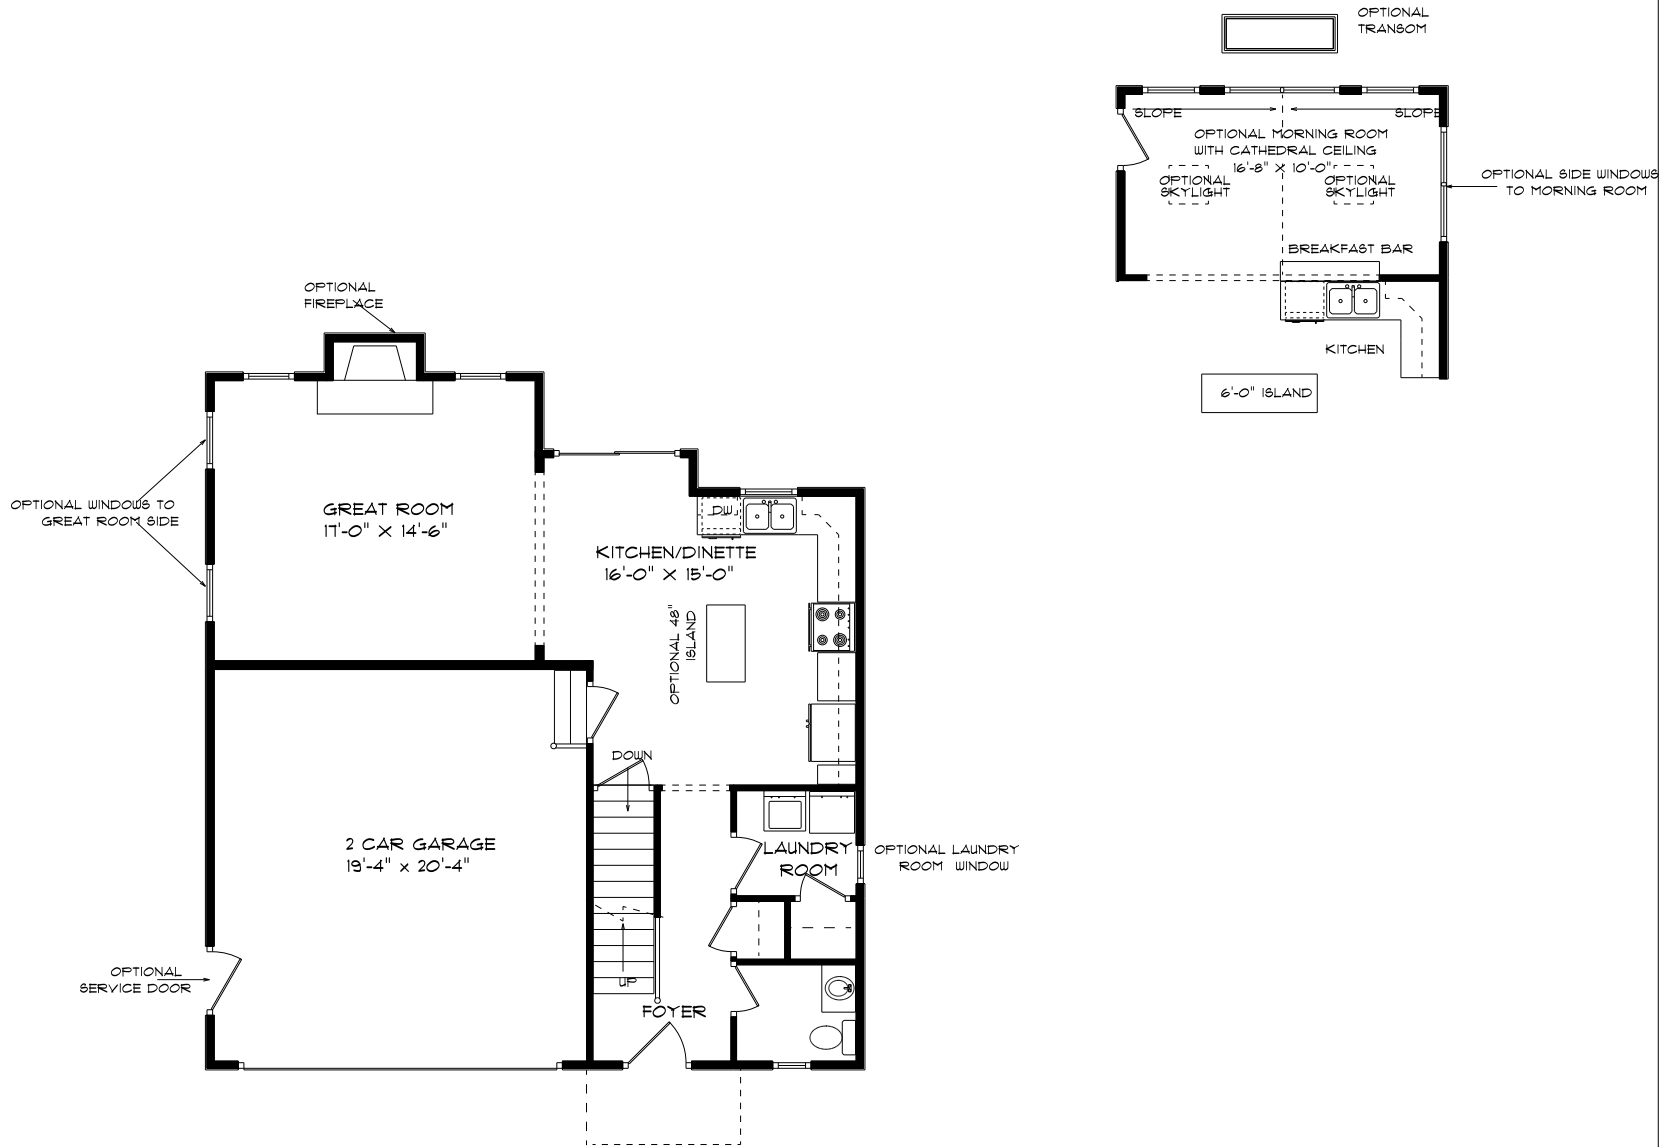 OPTIONAL
TRANSOM
SLOPE
SLOPE
OPTIONAL MORNING ROOM
WITH CATHEDRAL CEILING
16'-8" X 10'-0"
OPTIONAL
SKYLIGHT
OPTIONAL
SKYLIGHT
OPTIONAL SIDE WINDOWS
TO MORNING ROOM
BREAKFAST BAR
KITCHEN
6'-0" ISLAND
OPTIONAL
FIREPLACE
OPTIONAL WINDOWS TO
GREAT ROOM SIDE
GREAT ROOM
17'-0" X 14'-6"
DW
KITCHEN/DINETTE
16'-0" X 15'-0"
OPTIONAL 48"
ISLAND
DOWN
2 CAR GARAGE
19'-4" x 20'-4"
LAUNDRY
ROOM
OPTIONAL LAUNDRY
ROOM WINDOW
OPTIONAL
SERVICE DOOR
UP
FOYER